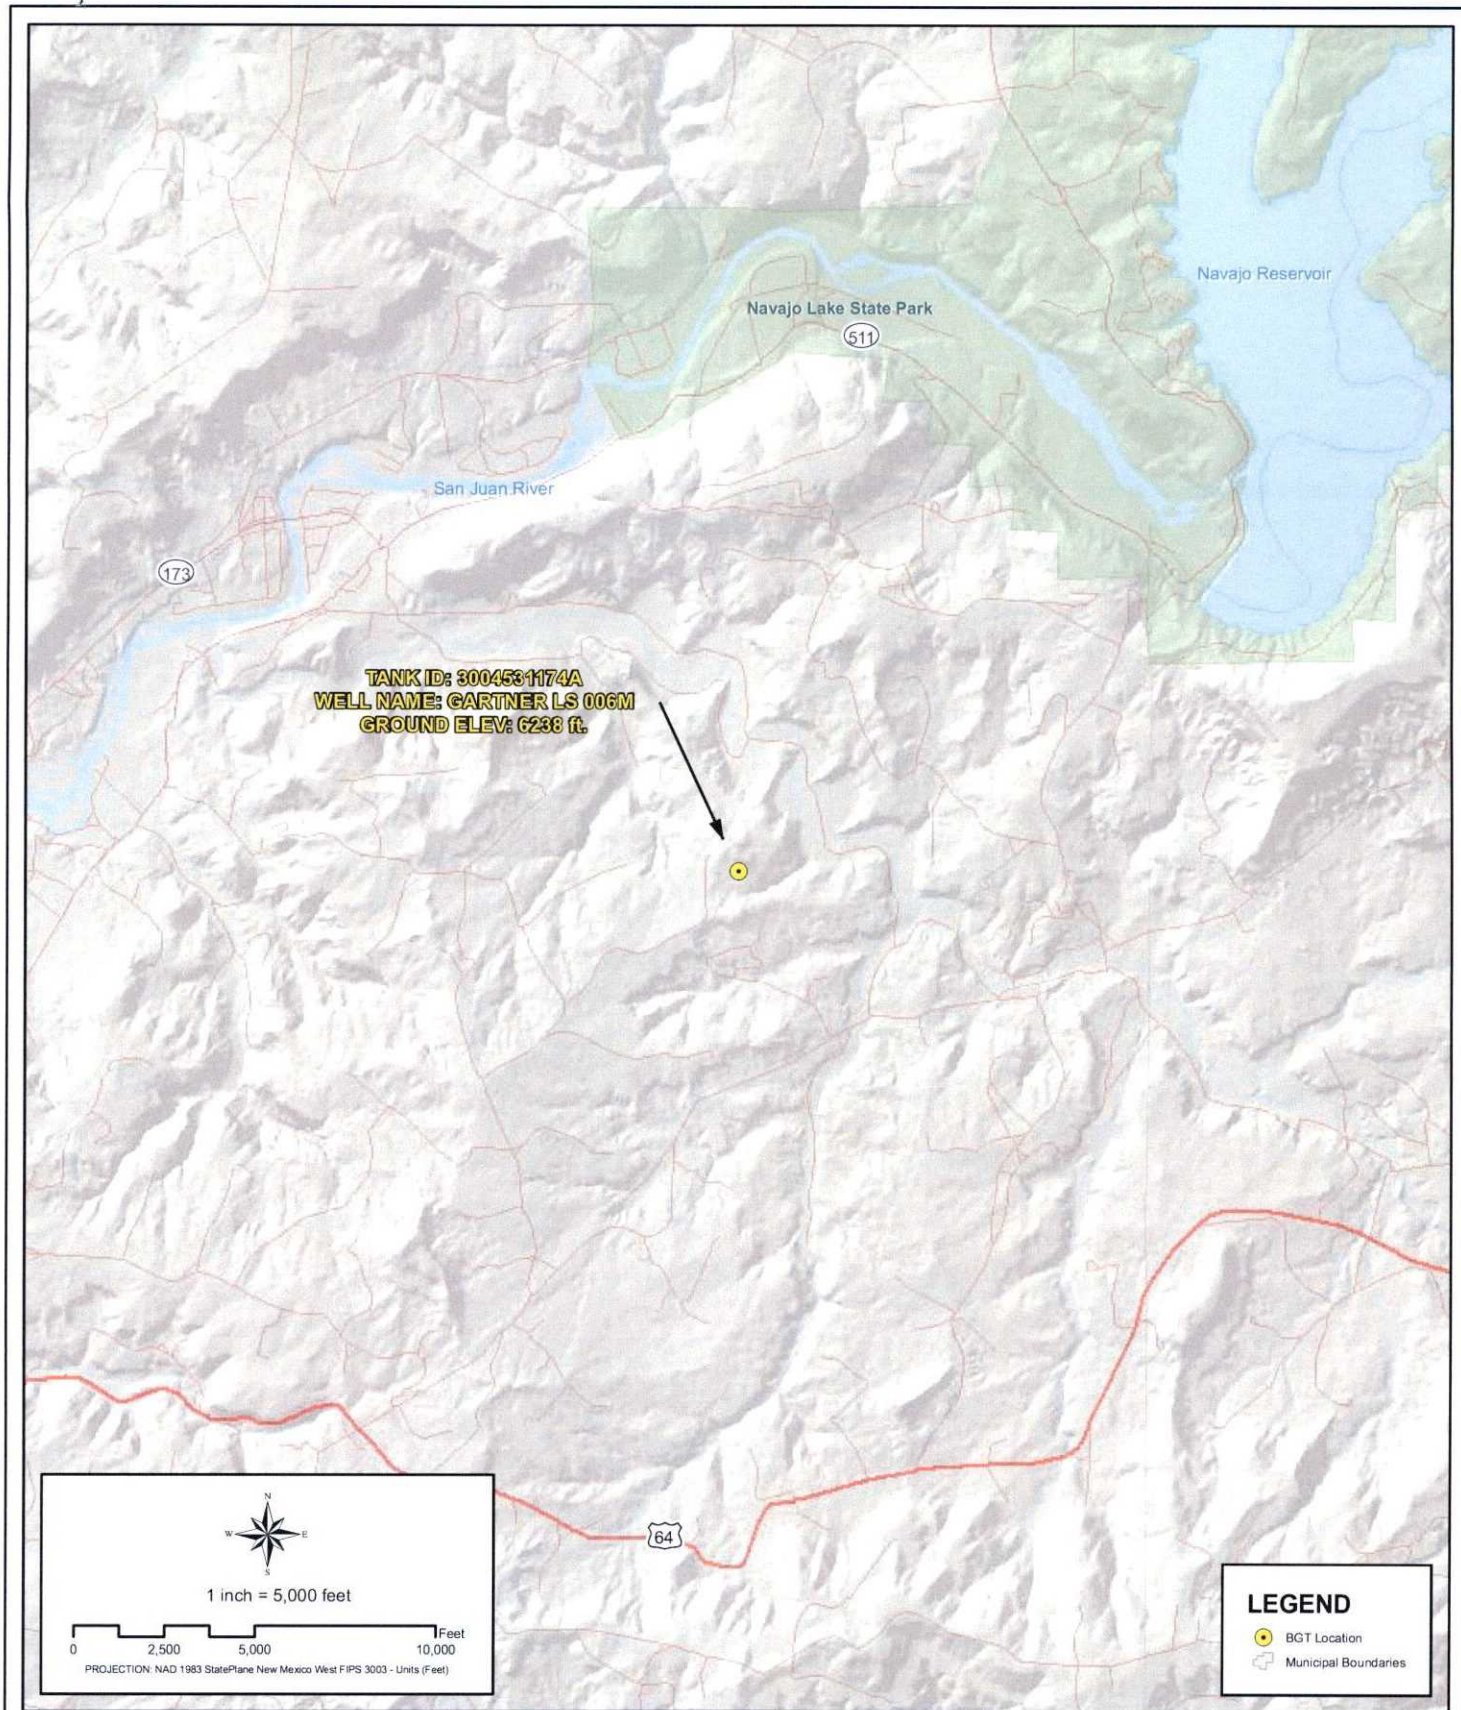 Navajo Reservoir
Navajo Lake State Park
511
San Juan River
173
TANK ID: 3004531174A
WELL NAME: GARTNER LS 006M
GROUND ELEV: 6238 ft.
64
N
W E
S
1 inch = 5,000 feet
Feet
0 2,500 5,000 10,000
PROJECTION: NAD 1983 StatePlane New Mexico West FIPS 3003 - Units (Feet)
LEGEND
BGT Location
Municipal Boundaries